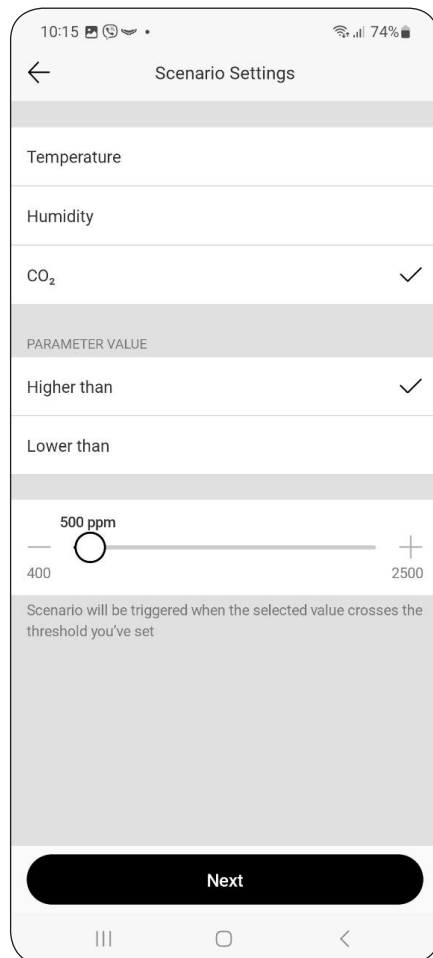 10:15 74%
Scenario Settings
Temperature
Humidity
CO₂
PARAMETER VALUE
Higher than
Lower than
500 ppm
400 2500
Scenario will be triggered when the selected value crosses the
threshold you've set
Next